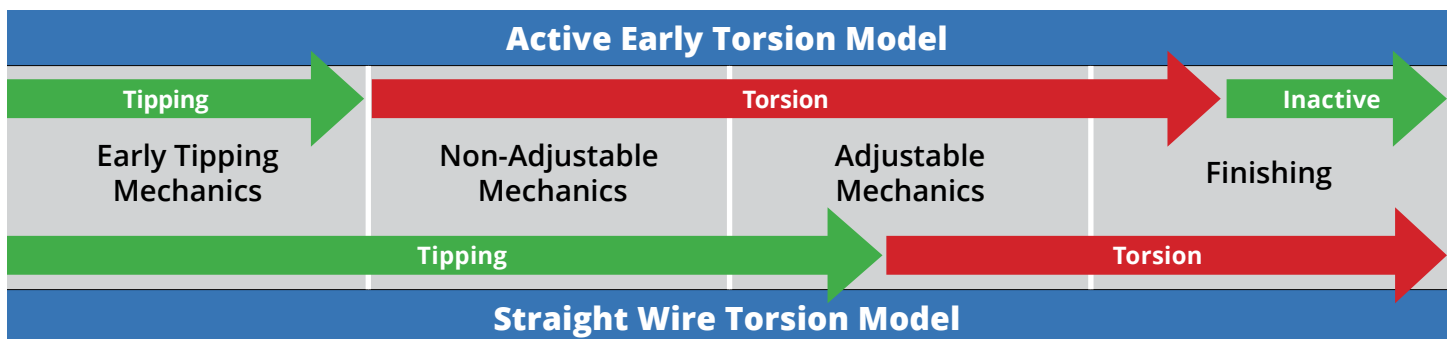 Active Early Torsion Model
Tipping
Torsion
Inactive
Early Tipping
Mechanics
Non-Adjustable
Mechanics
Adjustable
Mechanics
Finishing
Tipping
Torsion
Straight Wire Torsion Model